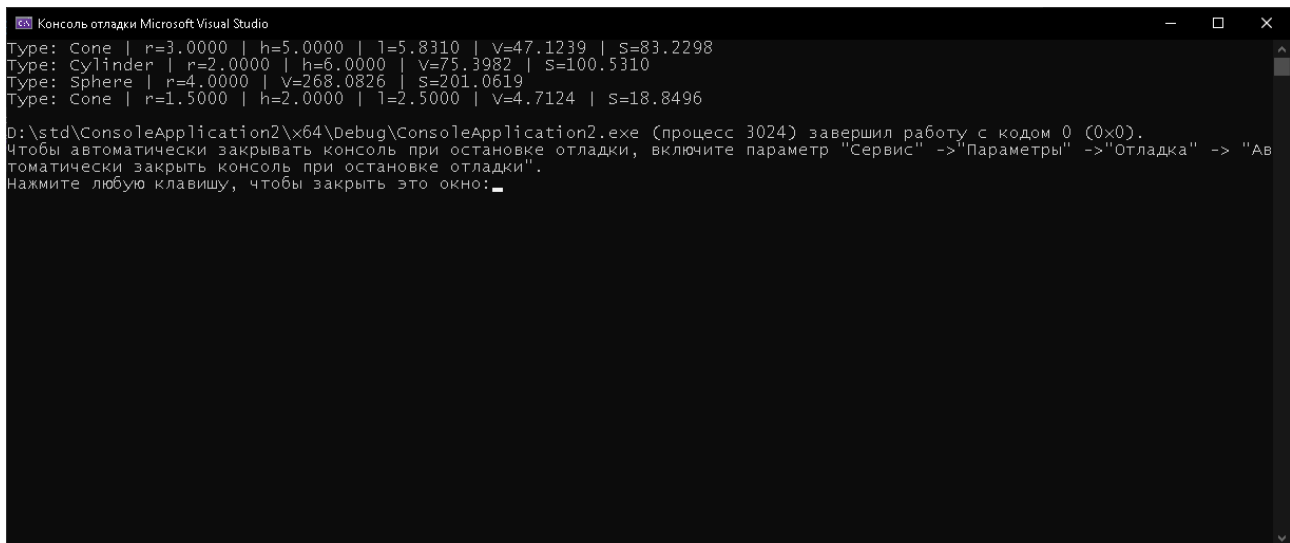 Консоль отладки Microsoft Visual Studio
Type: Cone | r=3.0000 | h=5.0000 | l=5.8310 | V=47.1239 | S=83.2298
Type: Cylinder | r=2.0000 | h=6.0000 | V=75.3982 | S=100.5310
Type: Sphere | r=4.0000 | V=268.0826 | S=201.0619
Type: Cone | r=1.5000 | h=2.0000 | l=2.5000 | V=4.7124 | S=18.8496
D:\std\ConsoleApplication2\x64\Debug\ConsoleApplication2.exe (процесс 3024) завершил работу с кодом 0 (0x0).
Чтобы автоматически закрывать консоль при остановке отладки, включите параметр "Сервис" ->"Параметры" ->"Отладка" -> "Ав
томатически закрыть консоль при остановке отладки".
Нажмите любую клавишу, чтобы закрыть это окно: